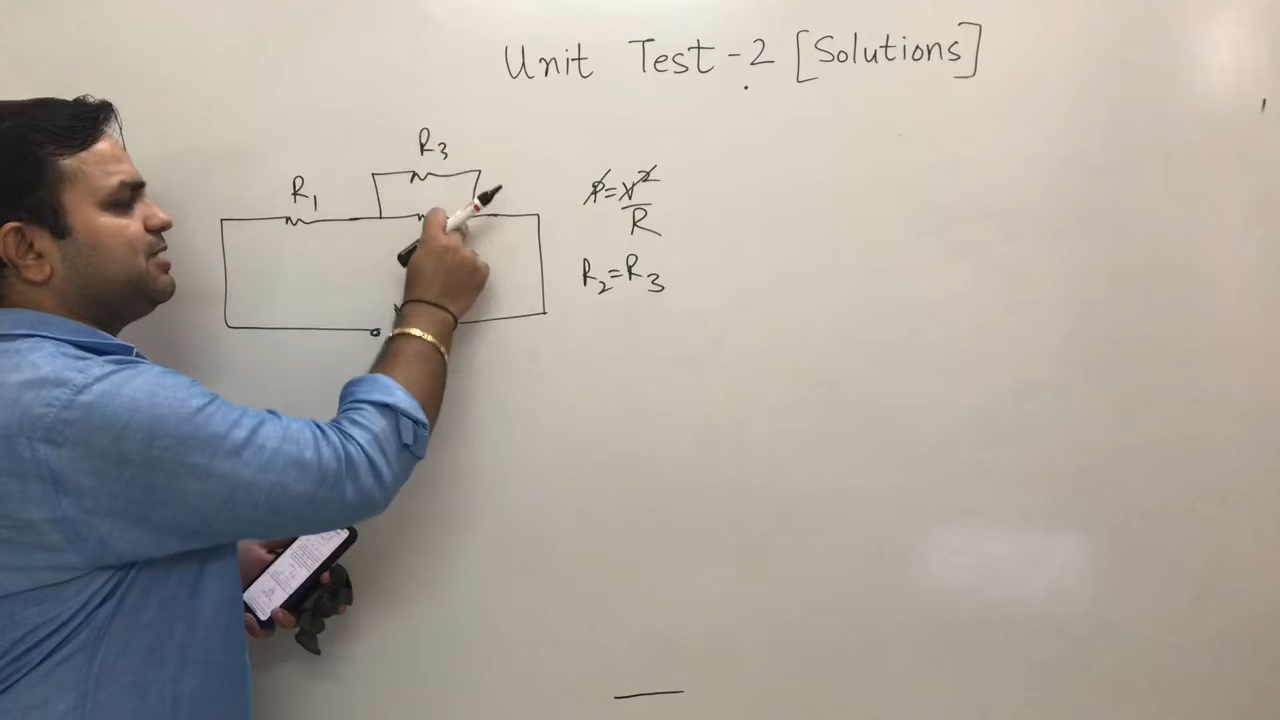 Unit Test-2 [Solutions]
R3
R1
P=V²
R
R2=R3